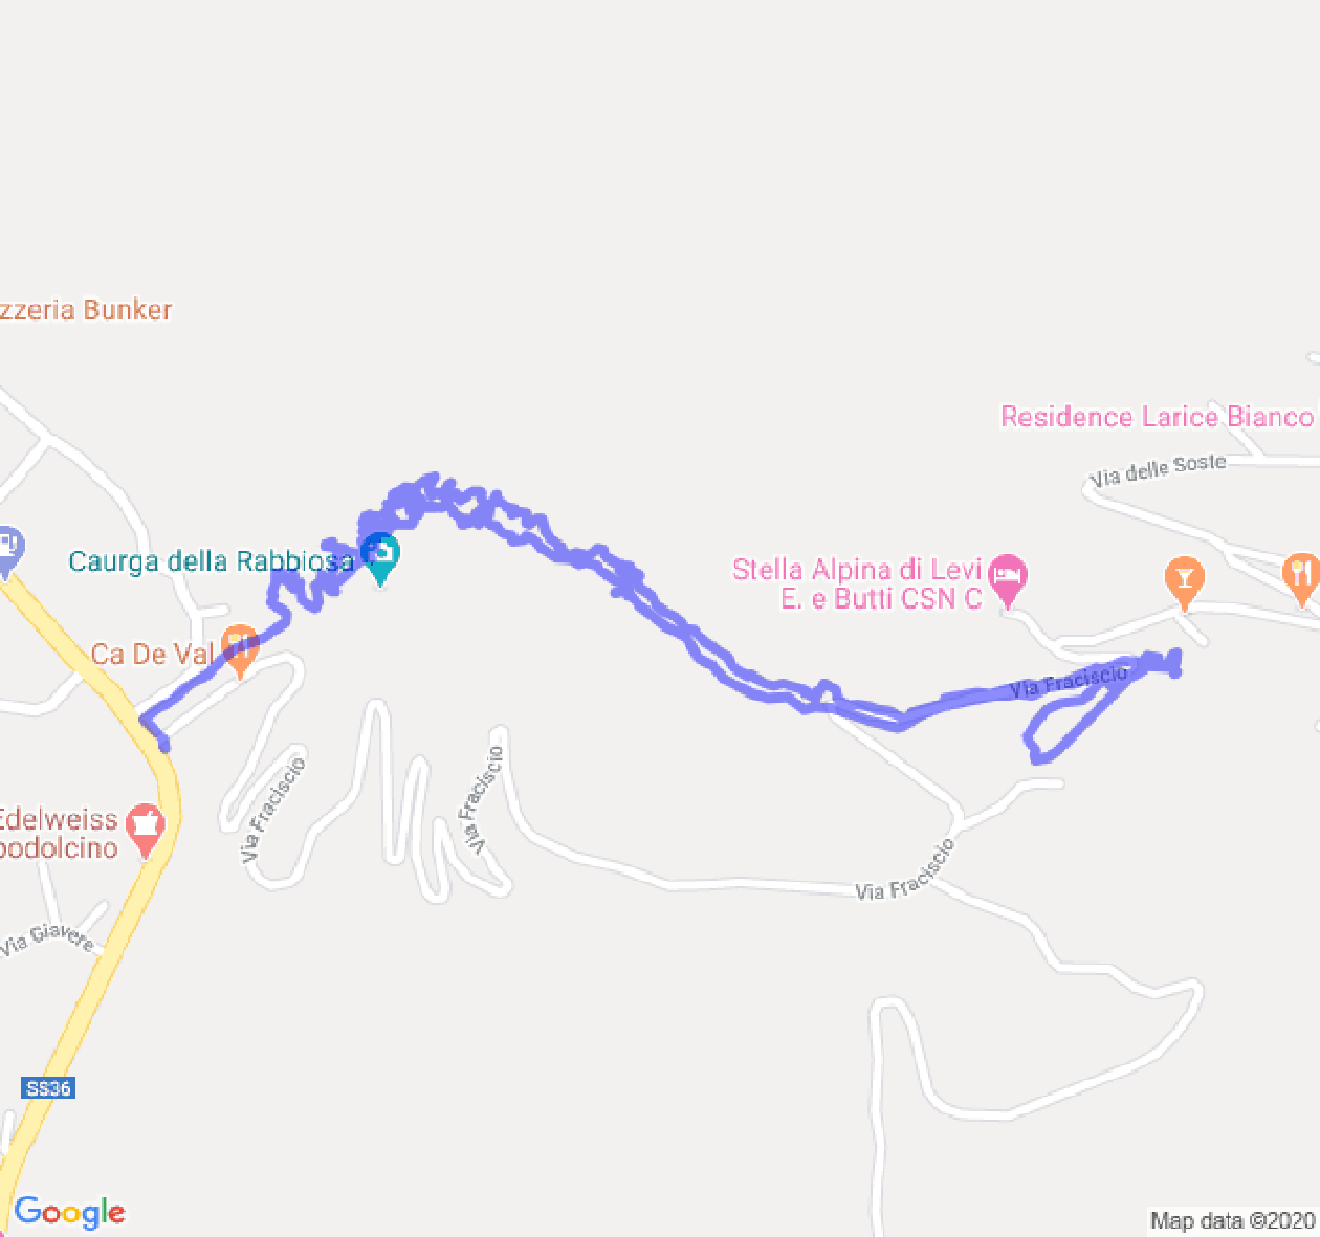 zzeria Bunker
Residence Larice Bianco
Via delle Soste
Caurga della Rabbiosa
Stella Alpina di Levi
E. e Butti CSN C
Ca De Val
Via Fraciscio
Via Fraciscio
Via Fraciscio
Edelweiss
podolcino
Via Fraciscio
Via Giavere
SS36
Google
Map data ©2020